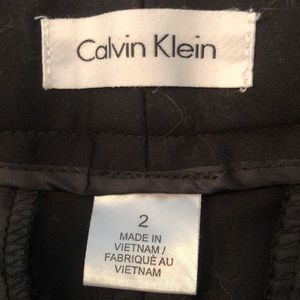 Calvin Klein
2
MADE IN
VIETNAM /
FABRIQUÉ AU
VIETNAM